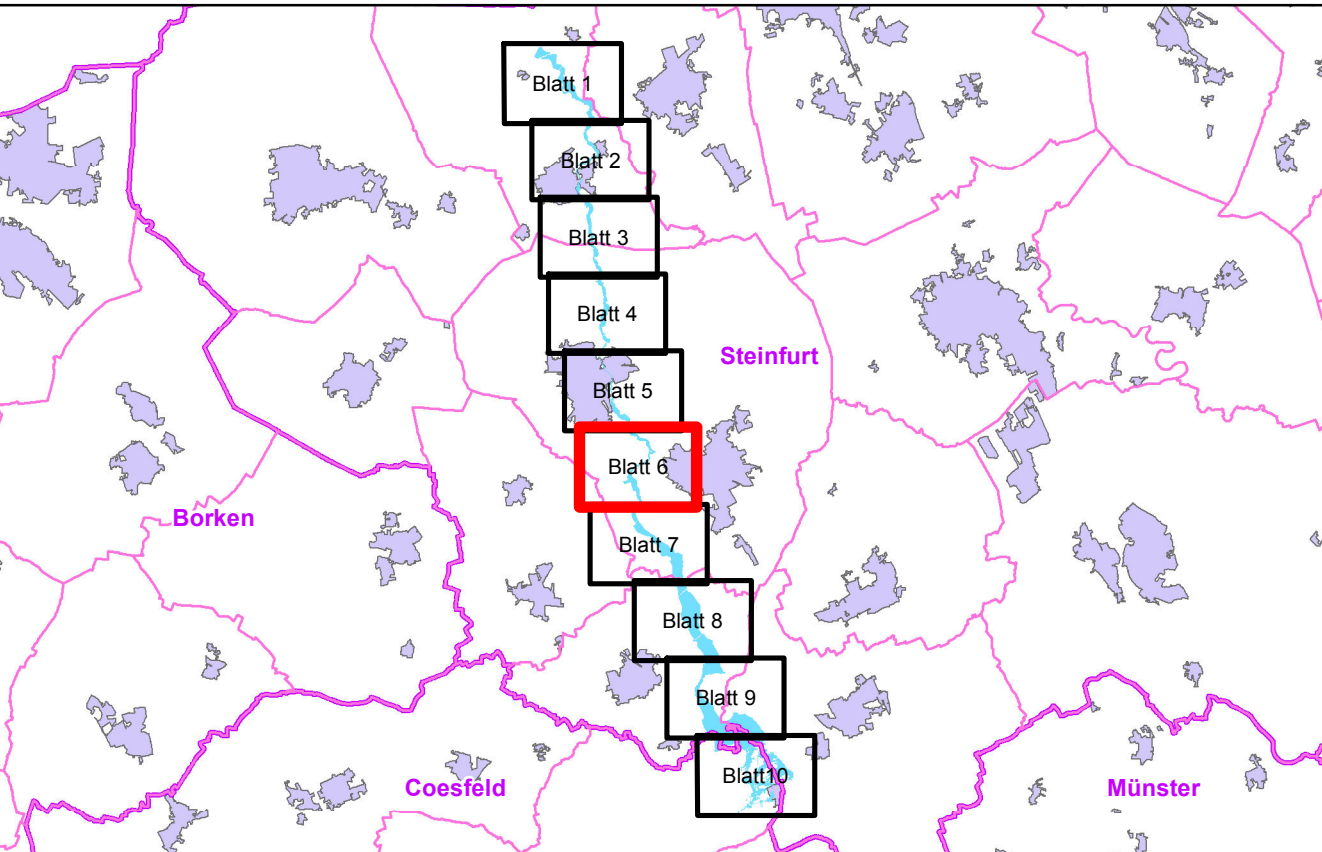 Blatt 1
Blatt 2
Blatt 3
Blatt 4
Steinfurt
Blatt 5
Blatt 6
Borken
Blatt 7
Blatt 8
Blatt 9
Blatt10
Coesfeld
Münster